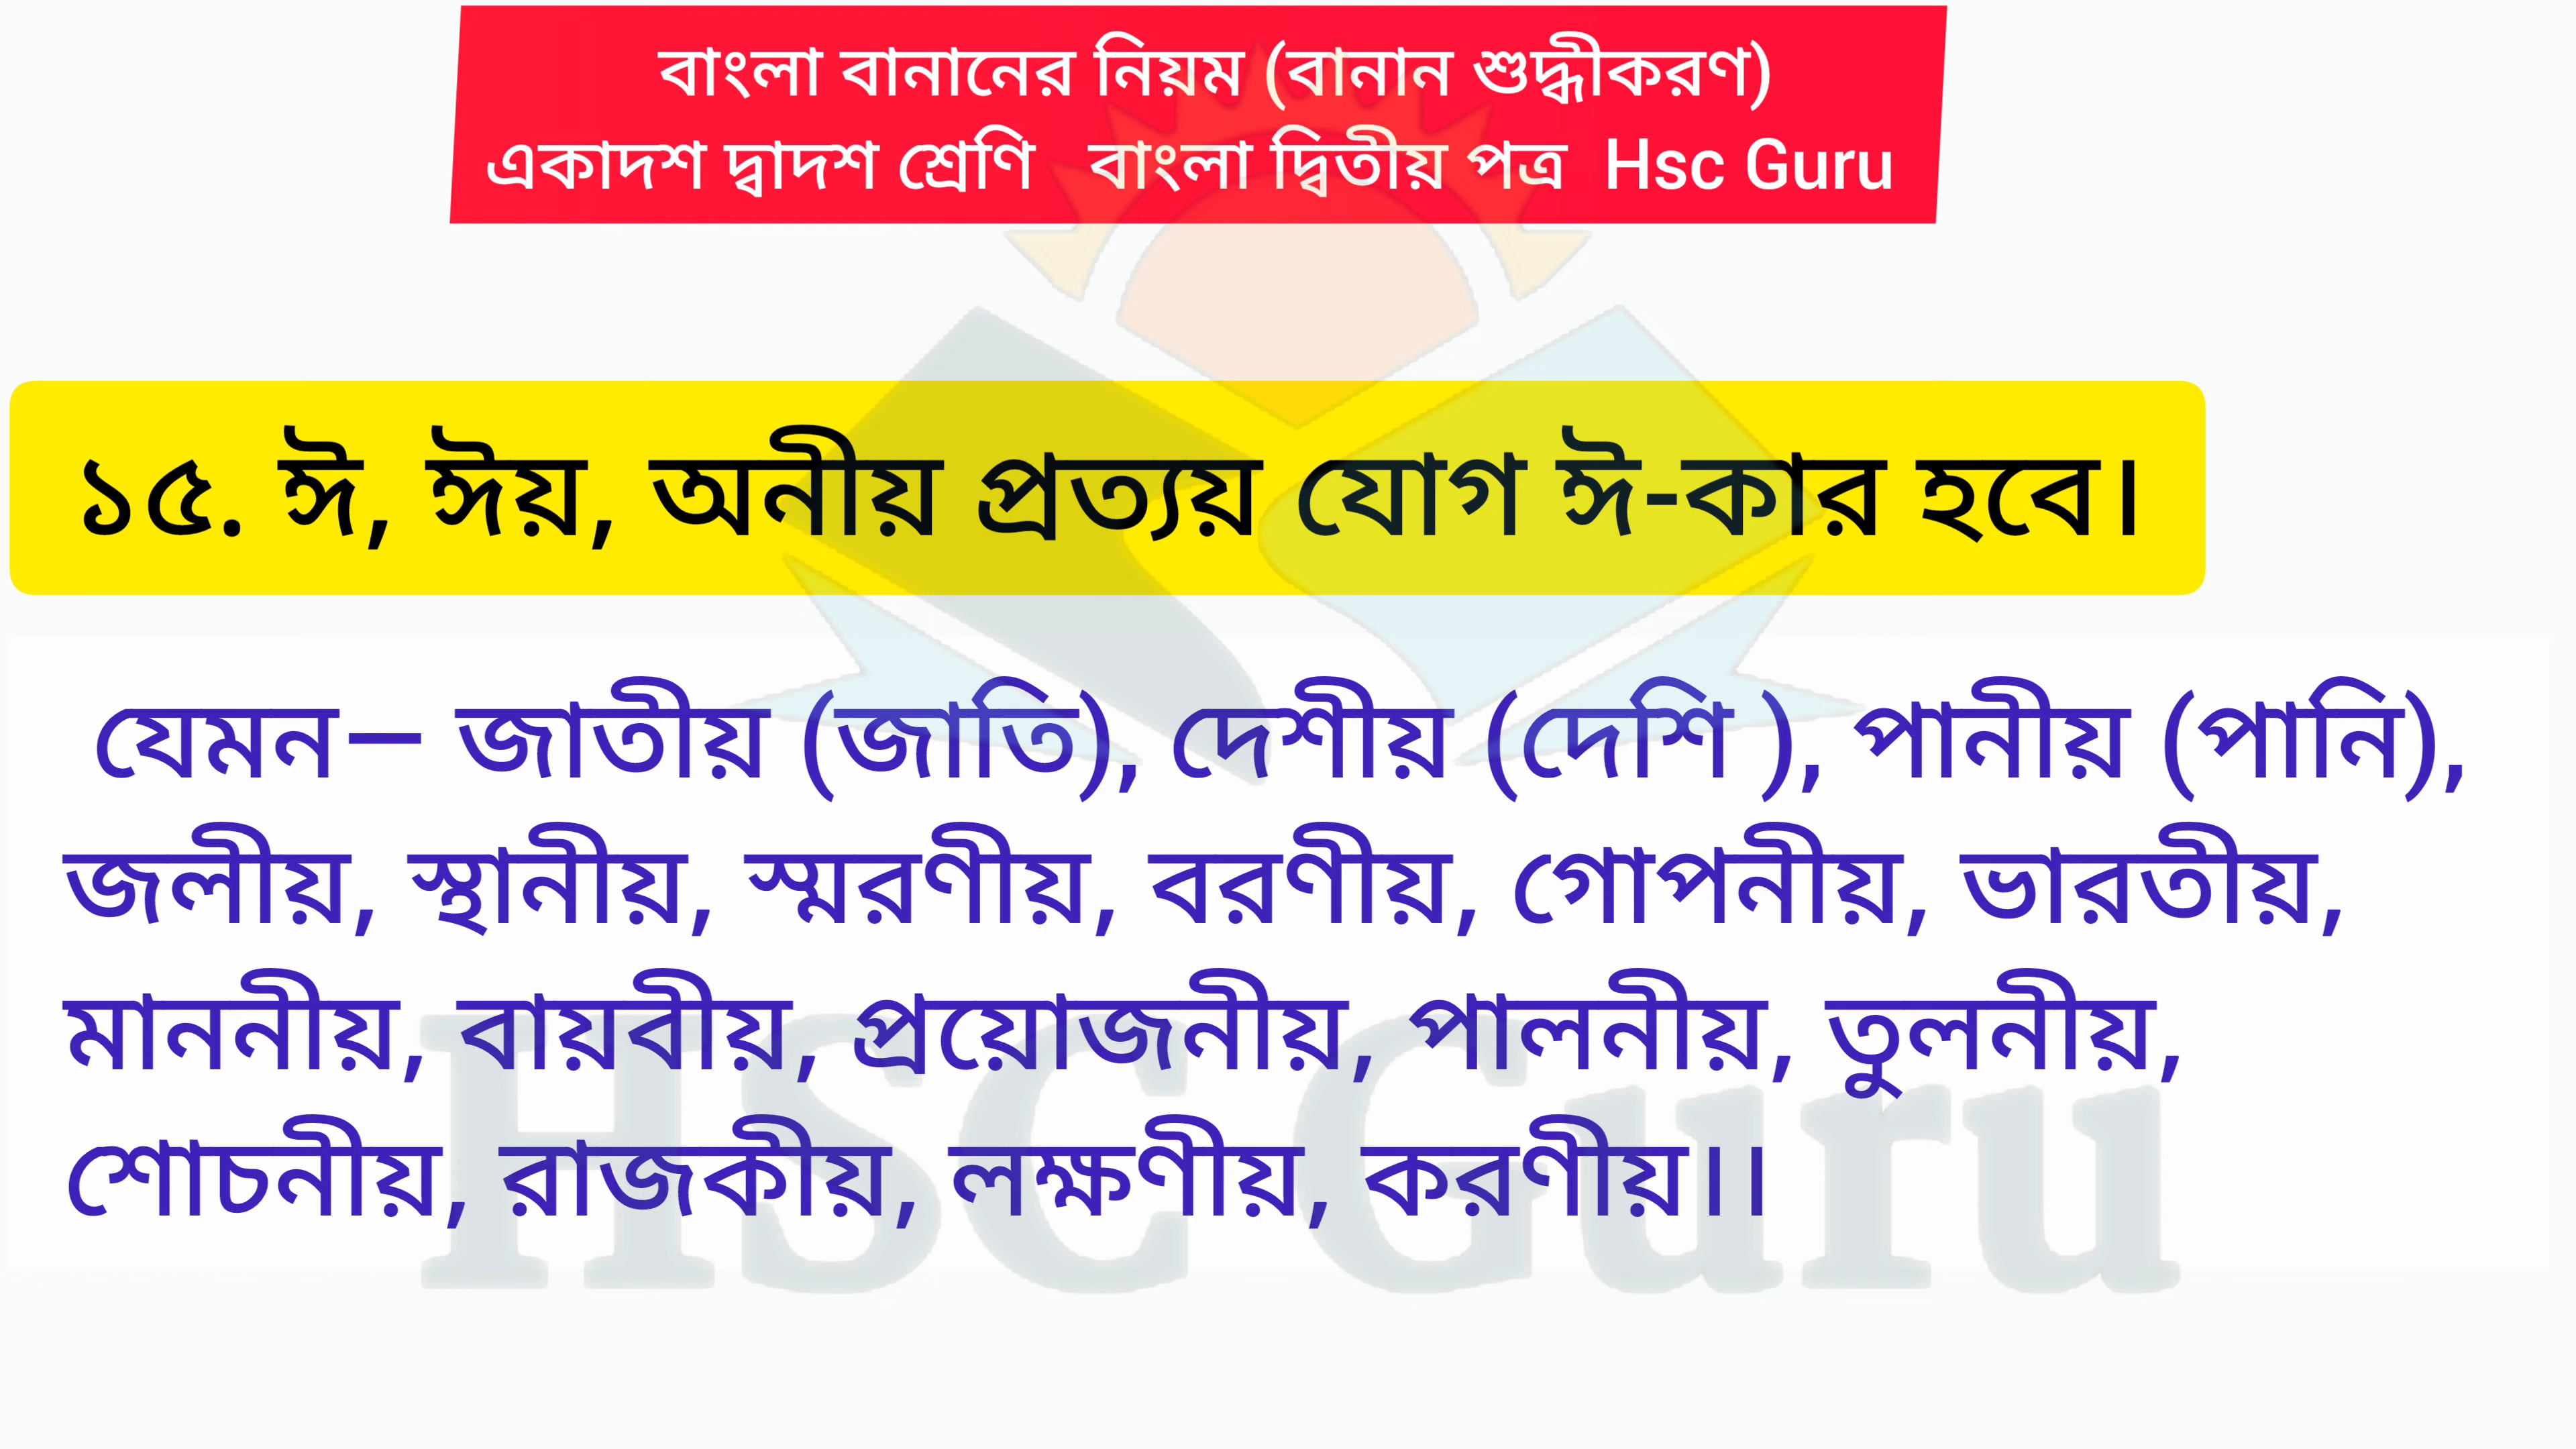 বাংলা বানানের নিয়ম (বানান শুদ্ধীকরণ)
একাদশ দ্বাদশ শ্রেণি বাংলা দ্বিতীয় পত্র Hsc Guru
১৫. ঈ, ঈয়, অনীয় প্রত্যয় যোগ ঈ-কার হবে।
যেমন– জাতীয় (জাতি), দেশীয় (দেশি ), পানীয় (পানি),
জলীয়, স্থানীয়, স্মরণীয়, বরণীয়, গোপনীয়, ভারতীয়,
মাননীয়, বায়বীয়, প্রয়োজনীয়, পালনীয়, তুলনীয়,
শোচনীয়, রাজকীয়, লক্ষণীয়, করণীয়।।
HSC Guru